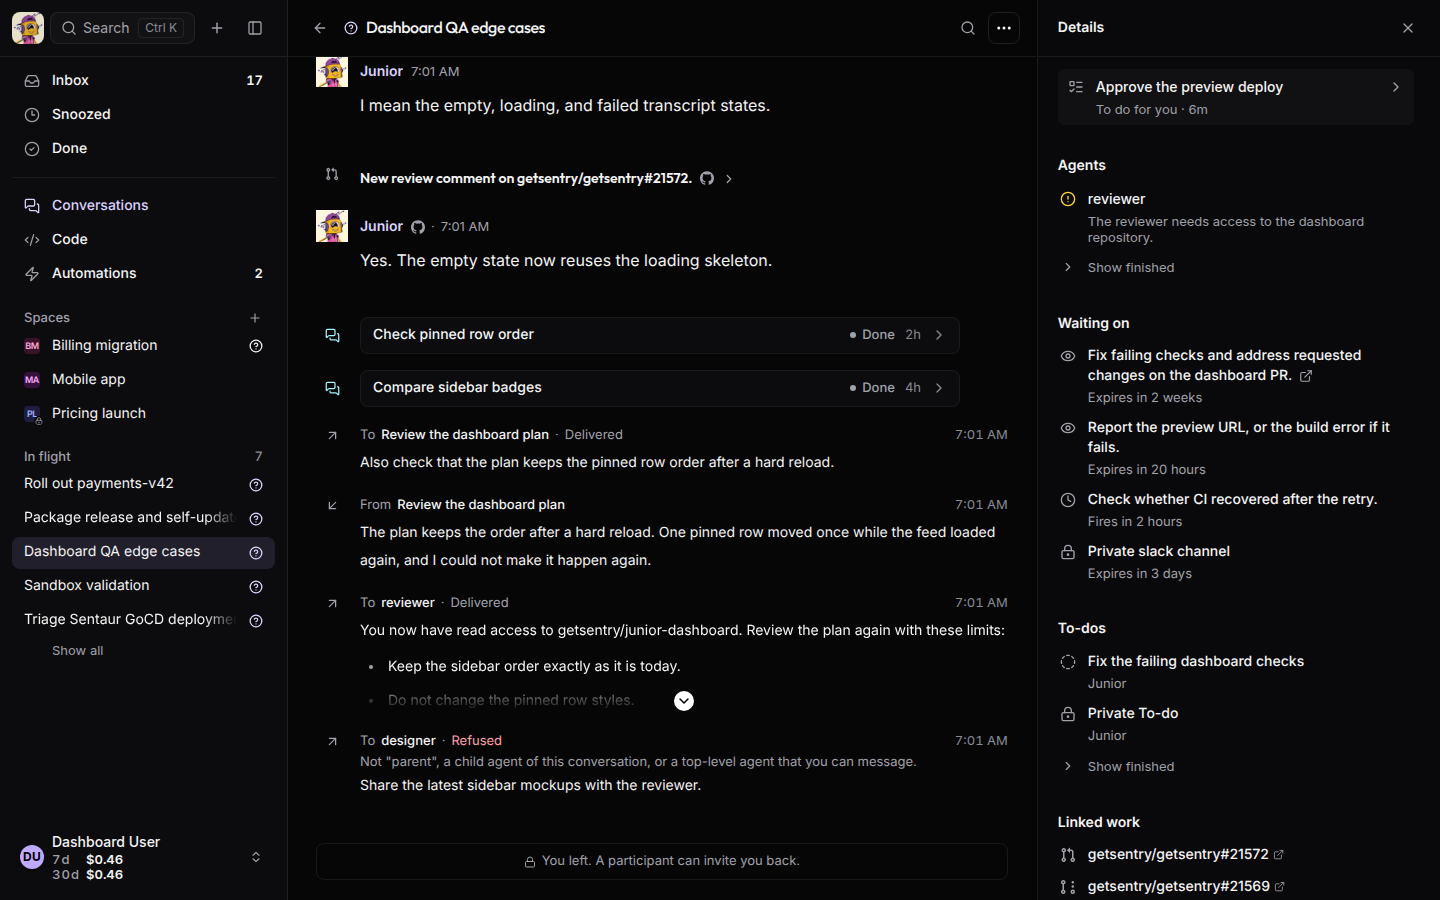 Search Ctrl K
Inbox 17
Snoozed
Done
Conversations
Code
Automations 2
Spaces
BM Billing migration
MA Mobile app
PL Pricing launch
In flight 7
Roll out payments-v42
Package release and self-updat
Dashboard QA edge cases
Sandbox validation
Triage Sentaur GoCD deployme
Show all
DU Dashboard User
7d $0.46
30d $0.46
Dashboard QA edge cases
Junior 7:01 AM
I mean the empty, loading, and failed transcript states.
New review comment on getsentry/getsentry#21572.
Junior · 7:01 AM
Yes. The empty state now reuses the loading skeleton.
Check pinned row order Done 2h
Compare sidebar badges Done 4h
To Review the dashboard plan · Delivered 7:01 AM
Also check that the plan keeps the pinned row order after a hard reload.
From Review the dashboard plan 7:01 AM
The plan keeps the order after a hard reload. One pinned row moved once while the feed loaded
again, and I could not make it happen again.
To reviewer · Delivered 7:01 AM
You now have read access to getsentry/junior-dashboard. Review the plan again with these limits:
• Keep the sidebar order exactly as it is today.
• Do not change the pinned row styles.
To designer · Refused 7:01 AM
Not "parent", a child agent of this conversation, or a top-level agent that you can message.
Share the latest sidebar mockups with the reviewer.
You left. A participant can invite you back.
Details
Approve the preview deploy
To do for you · 6m
Agents
reviewer
The reviewer needs access to the dashboard
repository.
Show finished
Waiting on
Fix failing checks and address requested
changes on the dashboard PR.
Expires in 2 weeks
Report the preview URL, or the build error if it
fails.
Expires in 20 hours
Check whether CI recovered after the retry.
Fires in 2 hours
Private slack channel
Expires in 3 days
To-dos
Fix the failing dashboard checks
Junior
Private To-do
Junior
Show finished
Linked work
getsentry/getsentry#21572
getsentry/getsentry#21569